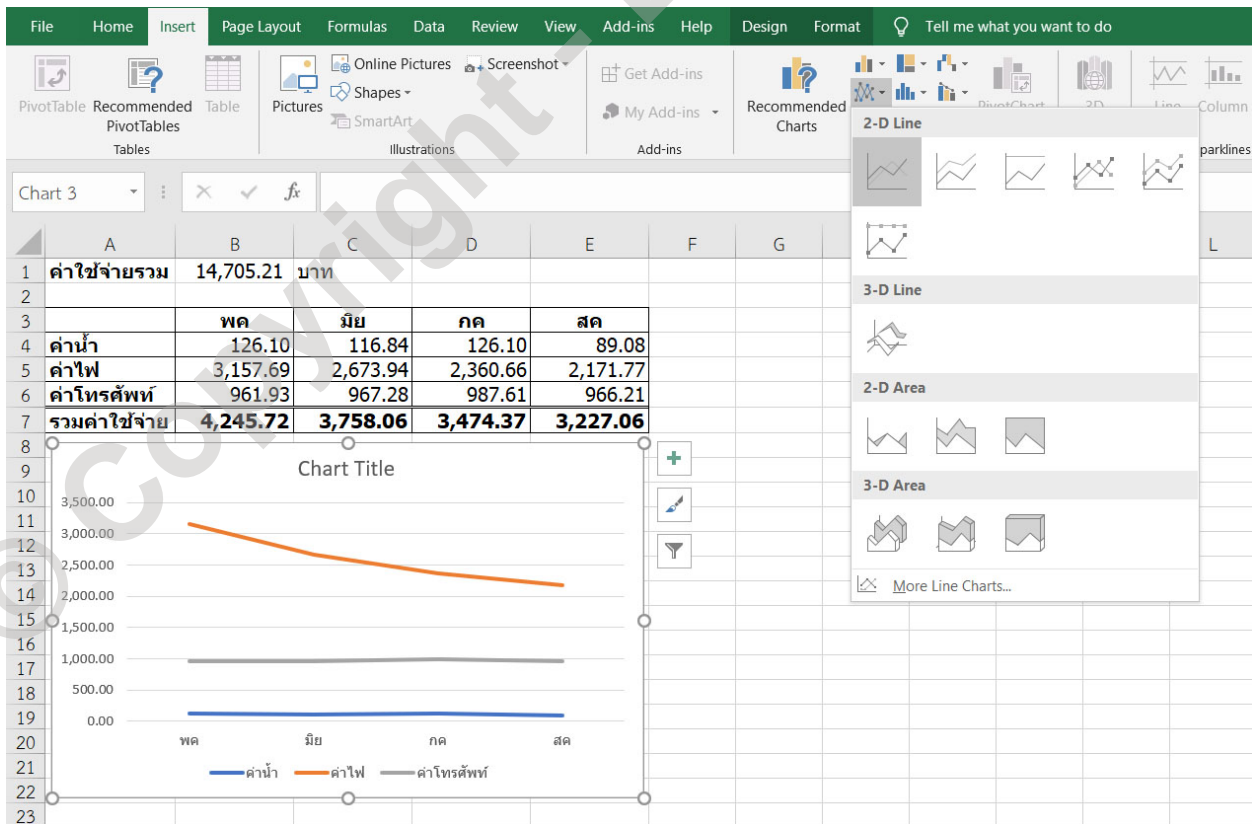 File Home Insert Page Layout Formulas Data Review View Add-ins Help Design Format Tell me what you want to do
PivotTable Recommended PivotTables Table
Tables
Pictures Online Pictures Shapes SmartArt Screenshot
Illustrations
Get Add-ins
My Add-ins
Add-ins
Recommended Charts
PivotChart 3D Line Column
parklines
Chart 3 fx
A B C D E F G L
1 ค่าใช้จ่ายรวม 14,705.21 บาท
2
3 พค มิย กค สค
4 ค่าน้ำ 126.10 116.84 126.10 89.08
5 ค่าไฟ 3,157.69 2,673.94 2,360.66 2,171.77
6 ค่าโทรศัพท์ 961.93 967.28 987.61 966.21
7 รวมค่าใช้จ่าย 4,245.72 3,758.06 3,474.37 3,227.06
8
9
10
11
12
13
14
15
16
17
18
19
20
21
22
23
Chart Title
3,500.00
3,000.00
2,500.00
2,000.00
1,500.00
1,000.00
500.00
0.00
พค มิย กค สค
ค่าน้ำ ค่าไฟ ค่าโทรศัพท์
2-D Line
3-D Line
2-D Area
3-D Area
More Line Charts...
© Copyright -